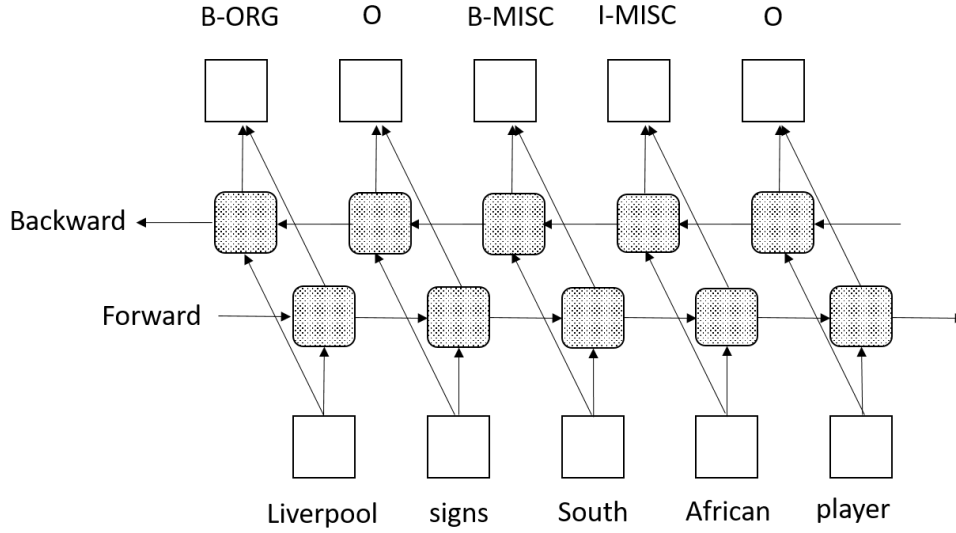 B-ORG O B-MISC I-MISC O
Backward
Forward
Liverpool signs South African player